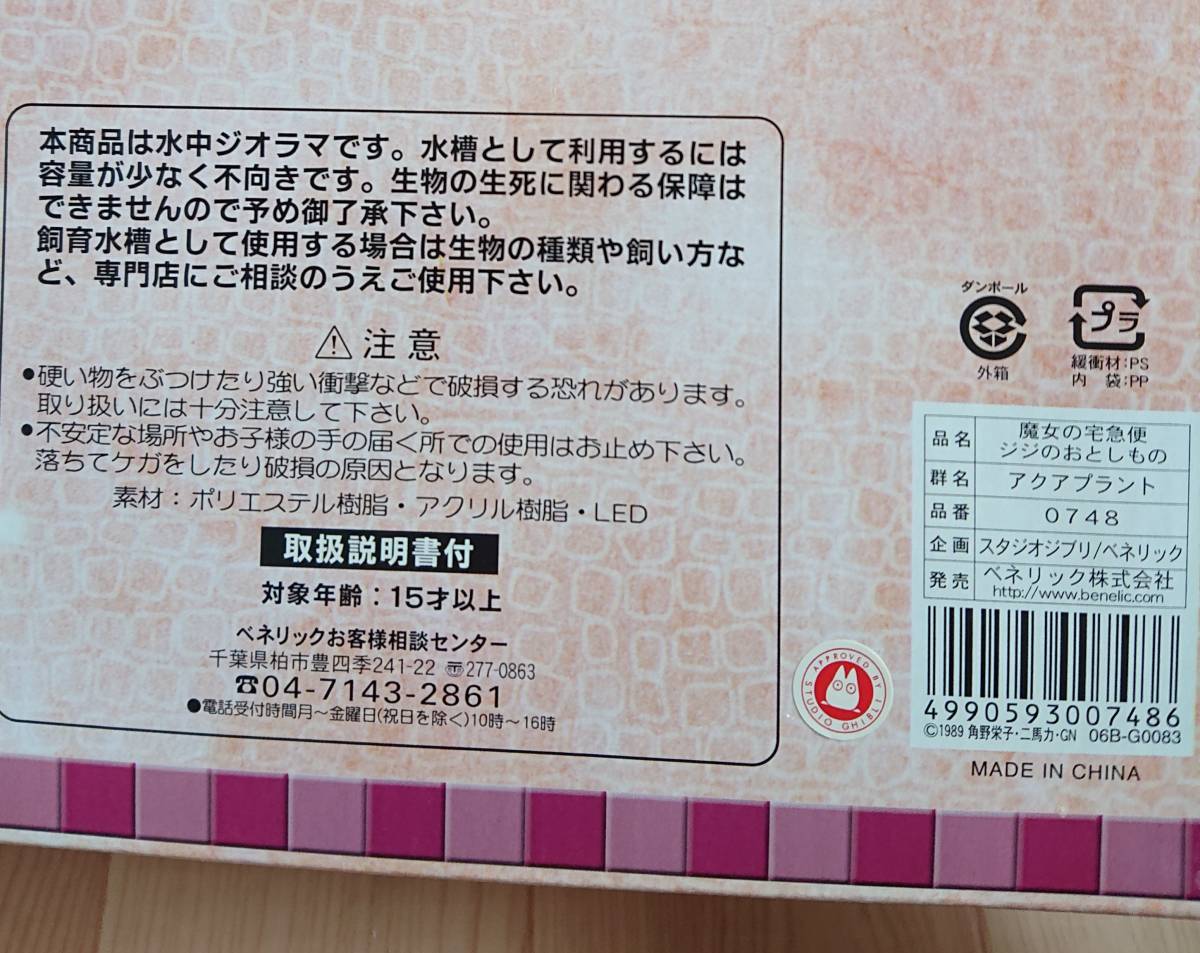 本商品は水中ジオラマです。水槽として利用するには
容量が少なく不向きです。生物の生死に関わる保障は
できませんので予め御了承下さい。
飼育水槽として使用する場合は生物の種類や飼い方な
ど、専門店にご相談のうえご使用下さい。
⚠注意
●硬い物をぶつけたり強い衝撃などで破損する恐れがあります。
取り扱いには十分注意して下さい。
●不安定な場所やお子様の手の届く所での使用はお止め下さい。
落ちてケガをしたり破損の原因となります。
素材：ポリエステル樹脂・アクリル樹脂・LED
取扱説明書付
対象年齢：15才以上
ベネリックお客様相談センター
千葉県柏市豊四季241-22 〠277-0863
☎04-7143-2861
●電話受付時間月～金曜日(祝日を除く)10時～16時
ダンボール
外箱
プラ
緩衝材:PS
内 袋:PP
品名 魔女の宅急便
ジジのおとしもの
群名 アクアプラント
品番 0748
企画 スタジオジブリ/ベネリック
発売 ベネリック株式会社
http://www.benelic.com
4990593007486
©1989 角野栄子・二馬力・GN 06B-G0083
APPROVED BY
STUDIO GHIBLI
MADE IN CHINA